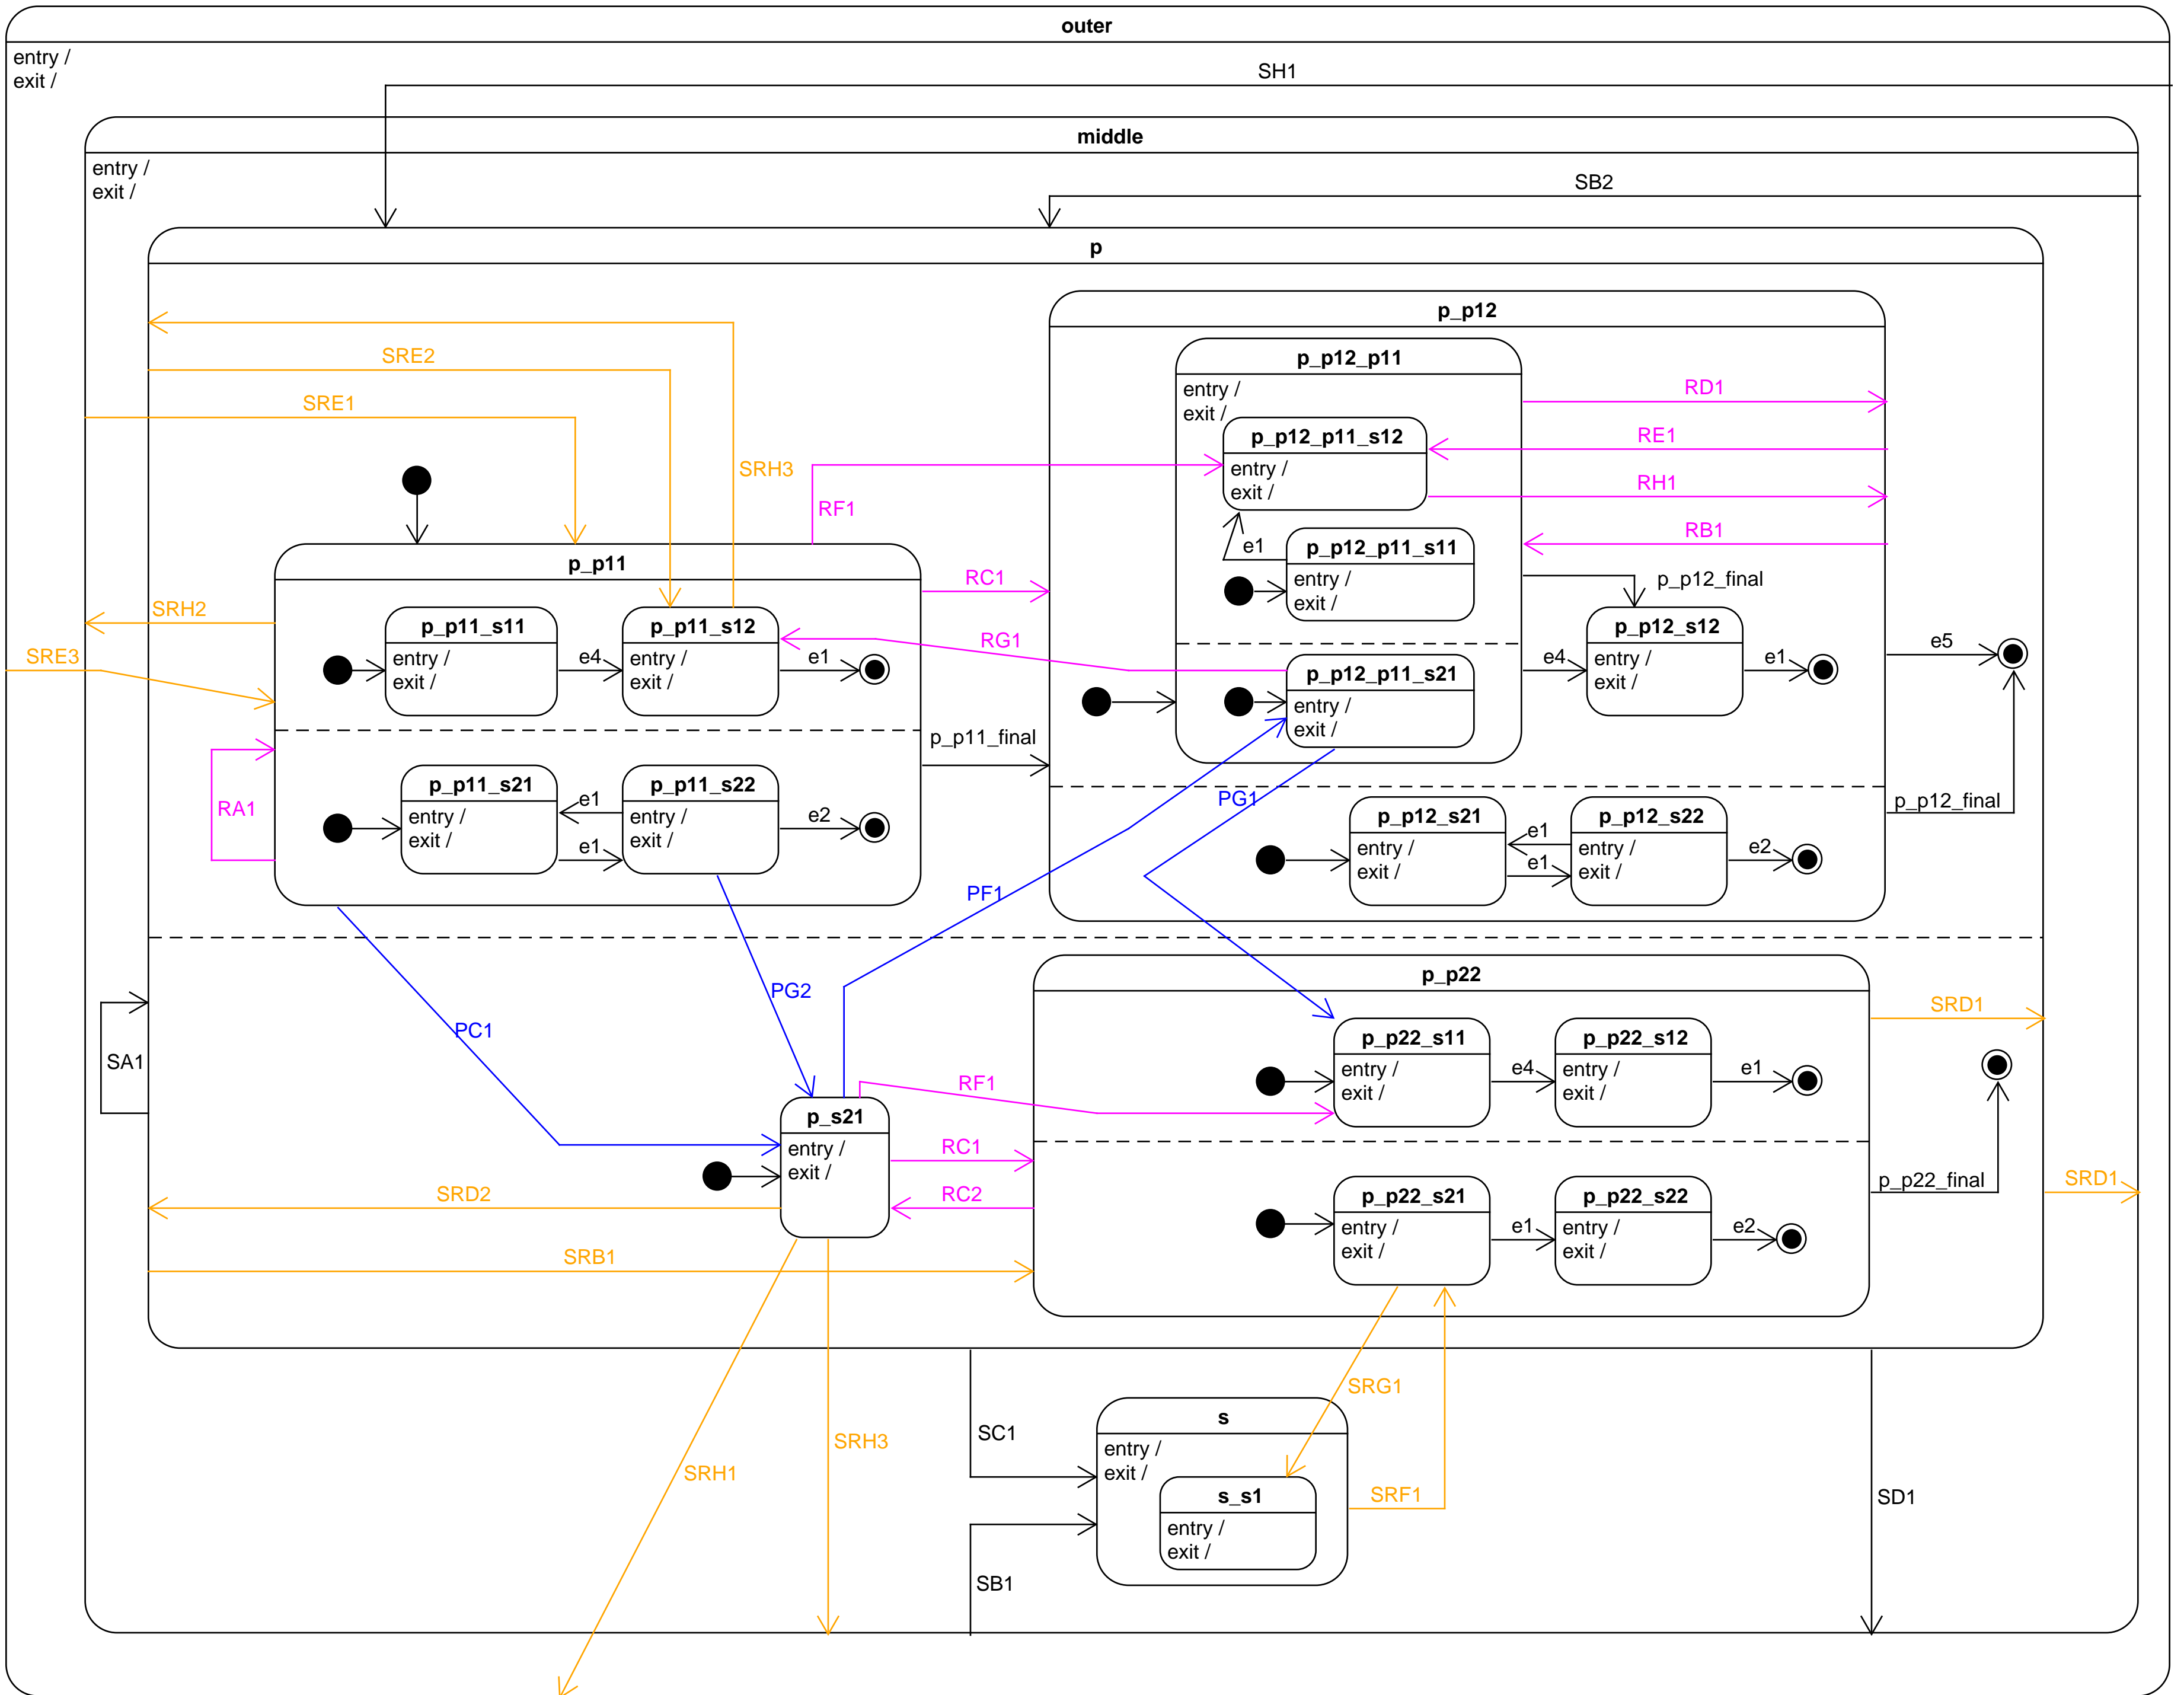 outer
entry /
exit /
SH1
middle
entry /
exit /
SB2
p
p_p12
SRE2
SRE1
SRH3
p_p12_p11
entry /
exit /
RD1
p_p12_p11_s12
entry /
exit /
RE1
RH1
RF1
RB1
e1
p_p12_p11_s11
entry /
exit /
p_p12_final
p_p11
RC1
SRH2
SRE3
p_p11_s11
entry /
exit /
e4
p_p11_s12
entry /
exit /
e1
RG1
p_p12_p11_s21
entry /
exit /
e4
p_p12_s12
entry /
exit /
e1
e5
p_p11_final
RA1
p_p11_s21
entry /
exit /
e1
e1
p_p11_s22
entry /
exit /
e2
PG1
p_p12_final
p_p12_s21
entry /
exit /
e1
e1
p_p12_s22
entry /
exit /
e2
PF1
PG2
PC1
p_p22
SRD1
SA1
p_p22_s11
entry /
exit /
e4
p_p22_s12
entry /
exit /
e1
RF1
p_s21
entry /
exit /
RC1
RC2
SRD2
p_p22_s21
entry /
exit /
e1
p_p22_s22
entry /
exit /
e2
p_p22_final
SRD1
SRB1
SRG1
SC1
SRH3
SRH1
s
entry /
exit /
s_s1
entry /
exit /
SRF1
SD1
SB1